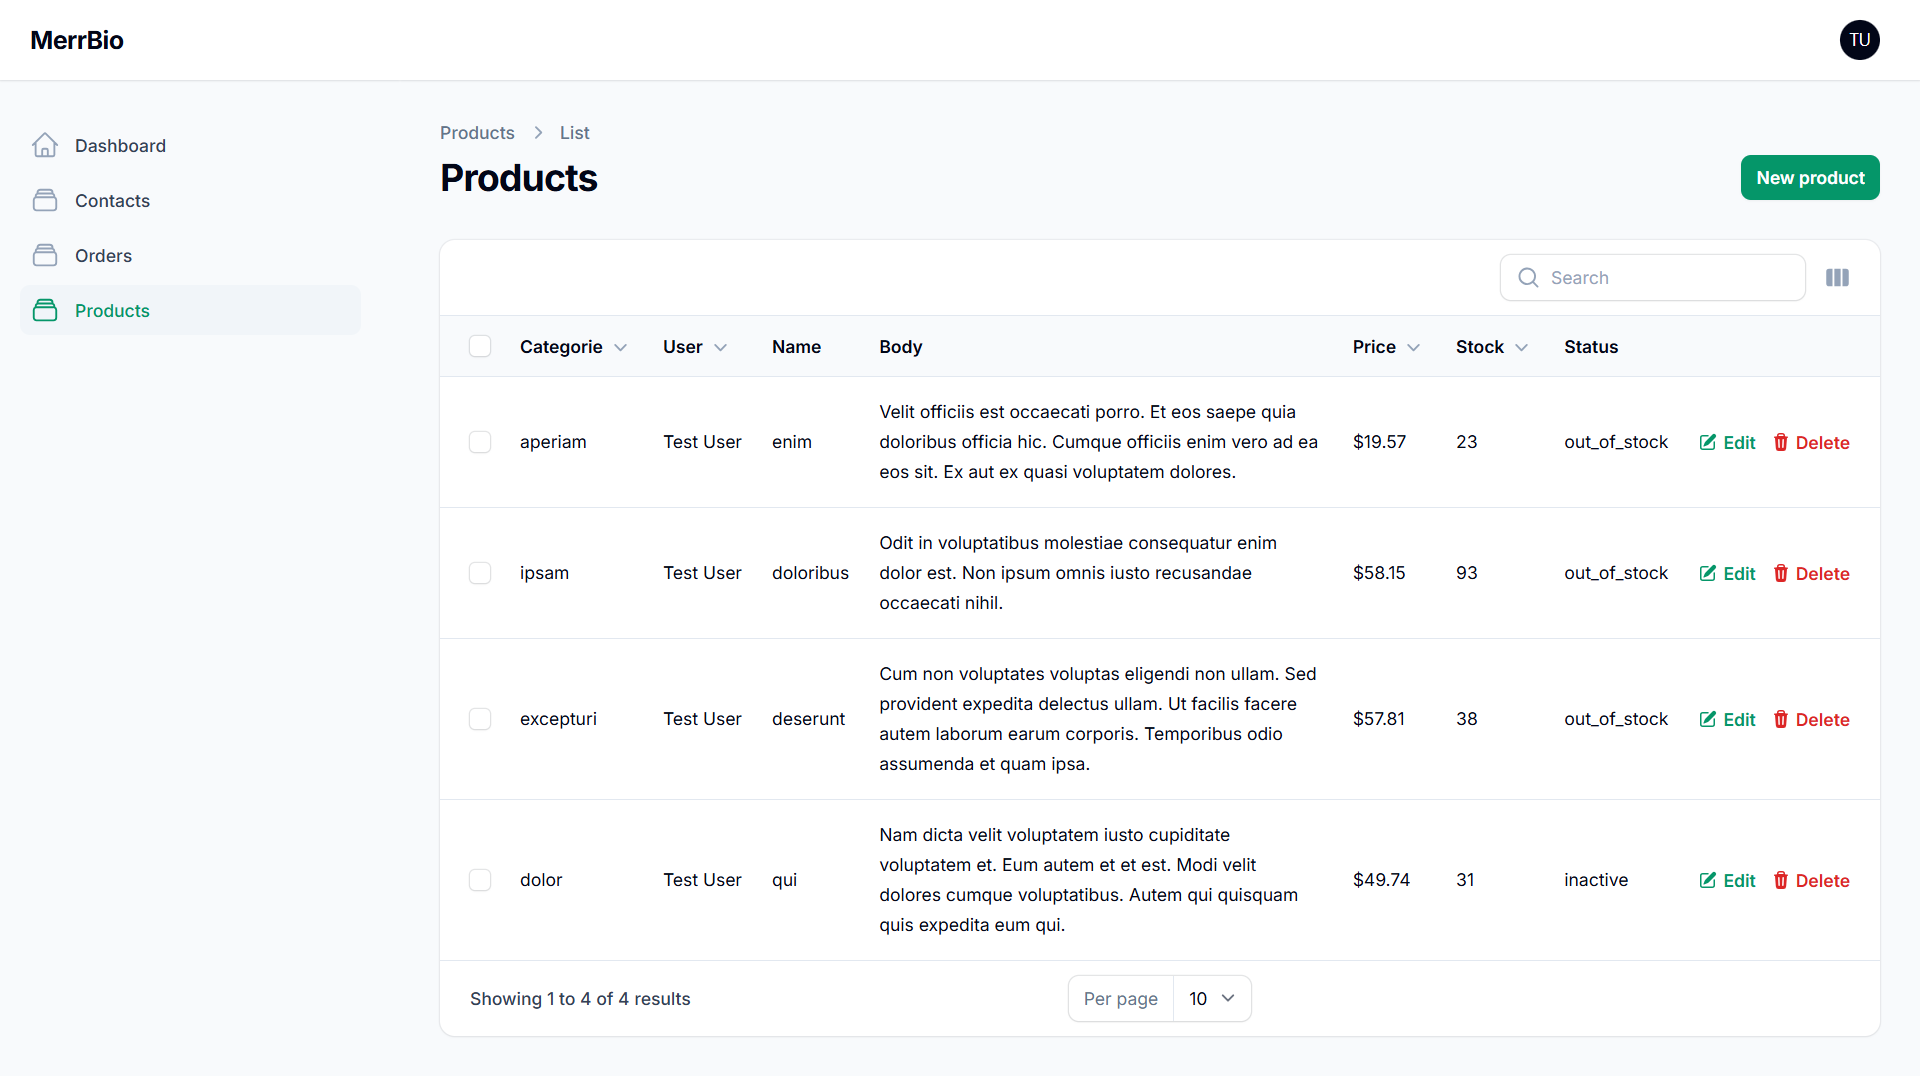 MerrBio
TU
Dashboard
Contacts
Orders
Products
Products
List
Products
New product
Search
Categorie
User
Name
Body
Price
Stock
Status
aperiam
Test User
enim
Velit officiis est occaecati porro. Et eos saepe quia
doloribus officia hic. Cumque officiis enim vero ad ea
eos sit. Ex aut ex quasi voluptatem dolores.
$19.57
23
out_of_stock
Edit
Delete
ipsam
Test User
doloribus
Odit in voluptatibus molestiae consequatur enim
dolor est. Non ipsum omnis iusto recusandae
occaecati nihil.
$58.15
93
out_of_stock
Edit
Delete
excepturi
Test User
deserunt
Cum non voluptates voluptas eligendi non ullam. Sed
provident expedita delectus ullam. Ut facilis facere
autem laborum earum corporis. Temporibus odio
assumenda et quam ipsa.
$57.81
38
out_of_stock
Edit
Delete
dolor
Test User
qui
Nam dicta velit voluptatem iusto cupiditate
voluptatem et. Eum autem et et est. Modi velit
dolores cumque voluptatibus. Autem qui quisquam
quis expedita eum qui.
$49.74
31
inactive
Edit
Delete
Showing 1 to 4 of 4 results
Per page
10